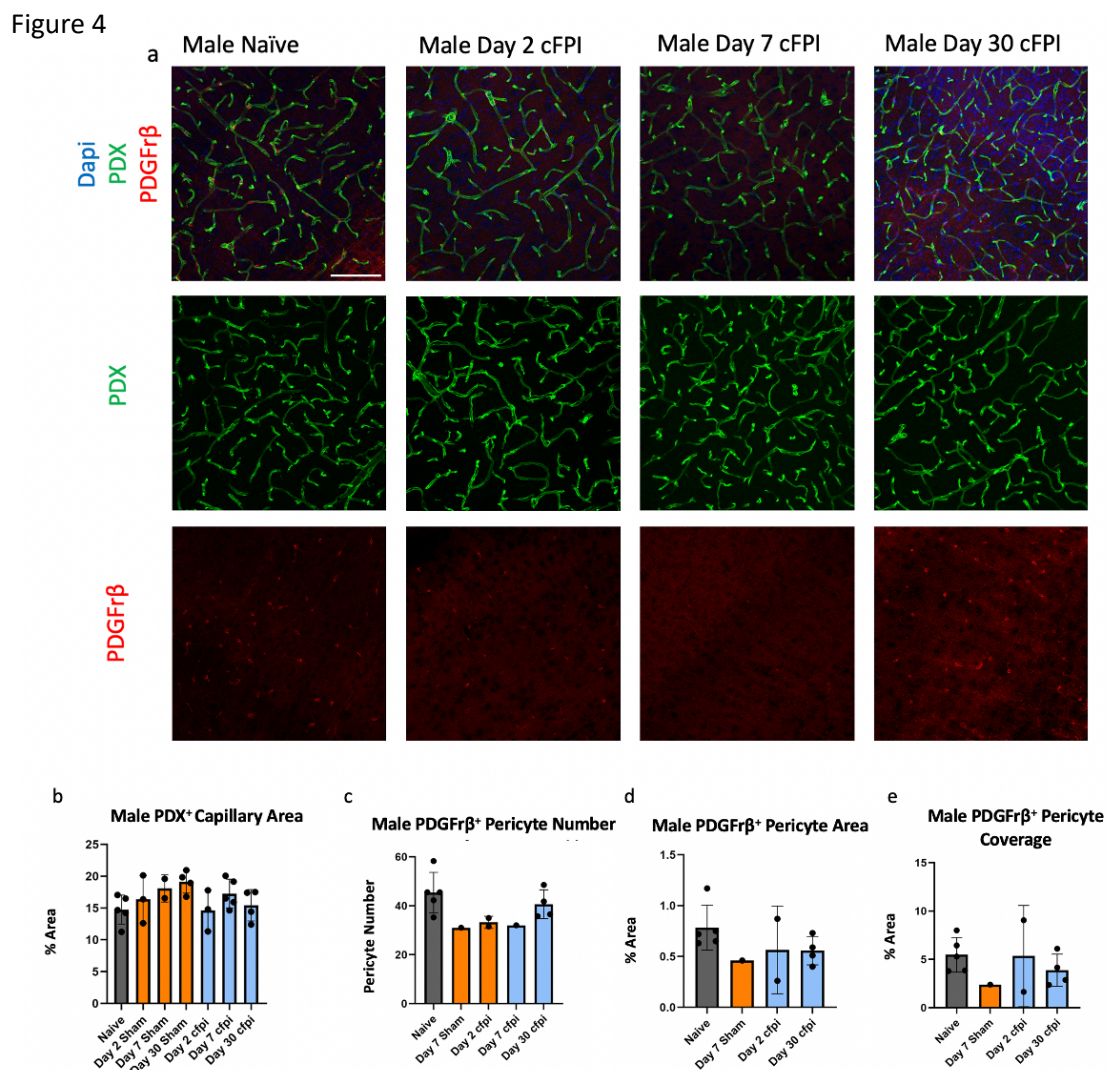 Figure 4
a
Male Naïve
Male Day 2 cFPI
Male Day 7 cFPI
Male Day 30 cFPI
Dapi
PDX
PDGFrβ
PDX
PDGFrβ
b
Male PDX⁺ Capillary Area
% Area
25
20
15
10
5
0
Naive
Day 2 Sham
Day 7 Sham
Day 30 Sham
Day 2 cfpi
Day 7 cfpi
Day 30 cfpi
c
Male PDGFrβ⁺ Pericyte Number
Pericyte Number
60
40
20
0
Naive
Day 7 Sham
Day 2 cfpi
Day 7 cfpi
Day 30 cfpi
d
Male PDGFrβ⁺ Pericyte Area
% Area
1.5
1.0
0.5
0.0
Naive
Day 7 Sham
Day 2 cfpi
Day 30 cfpi
e
Male PDGFrβ⁺ Pericyte
Coverage
% Area
15
10
5
0
Naive
Day 7 Sham
Day 2 cfpi
Day 30 cfpi